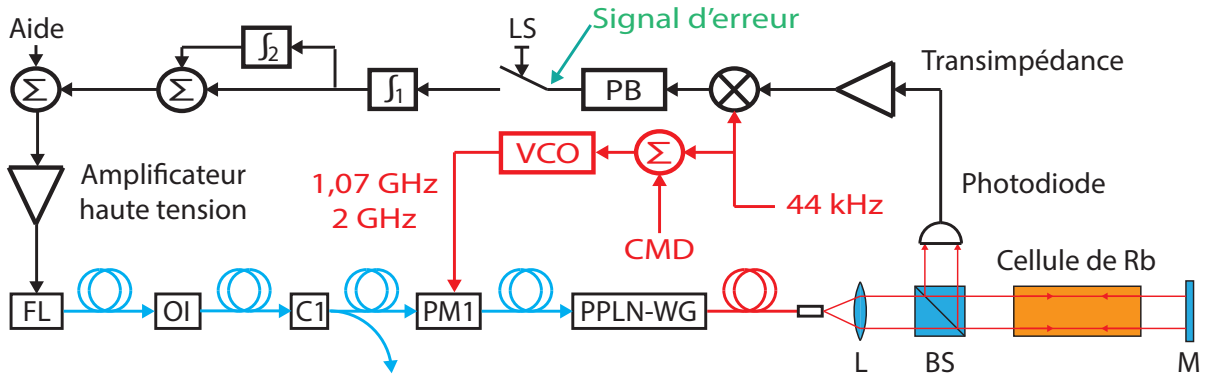 Aide
LS
Signal d'erreur
∫2
Σ
Σ
∫1
PB
Transimpédance
VCO
Σ
1,07 GHz
2 GHz
44 kHz
CMD
Photodiode
Amplificateur
haute tension
Cellule de Rb
FL
OI
C1
PM1
PPLN-WG
L
BS
M